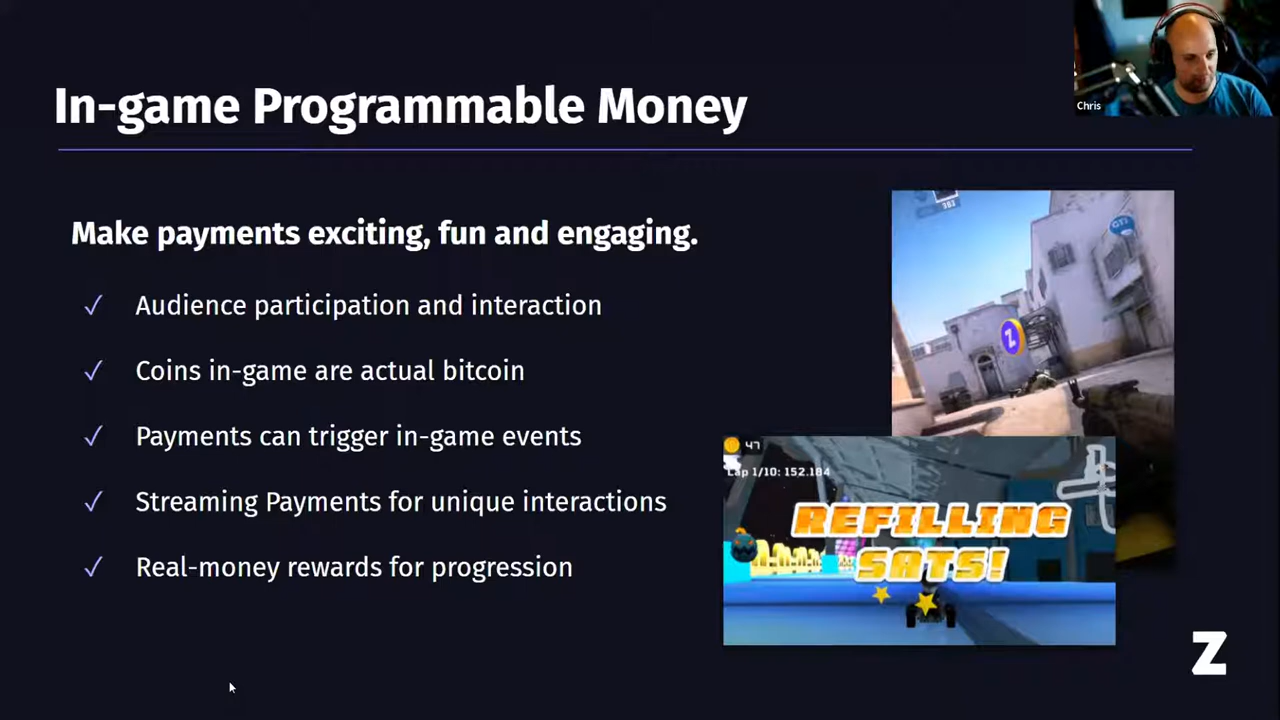 In-game Programmable Money
Chris
Make payments exciting, fun and engaging.
✓ Audience participation and interaction
✓ Coins in-game are actual bitcoin
✓ Payments can trigger in-game events
✓ Streaming Payments for unique interactions
✓ Real-money rewards for progression
381
Z
47
Lap 1/10: 152.184
REFILLING
SATS!
Z